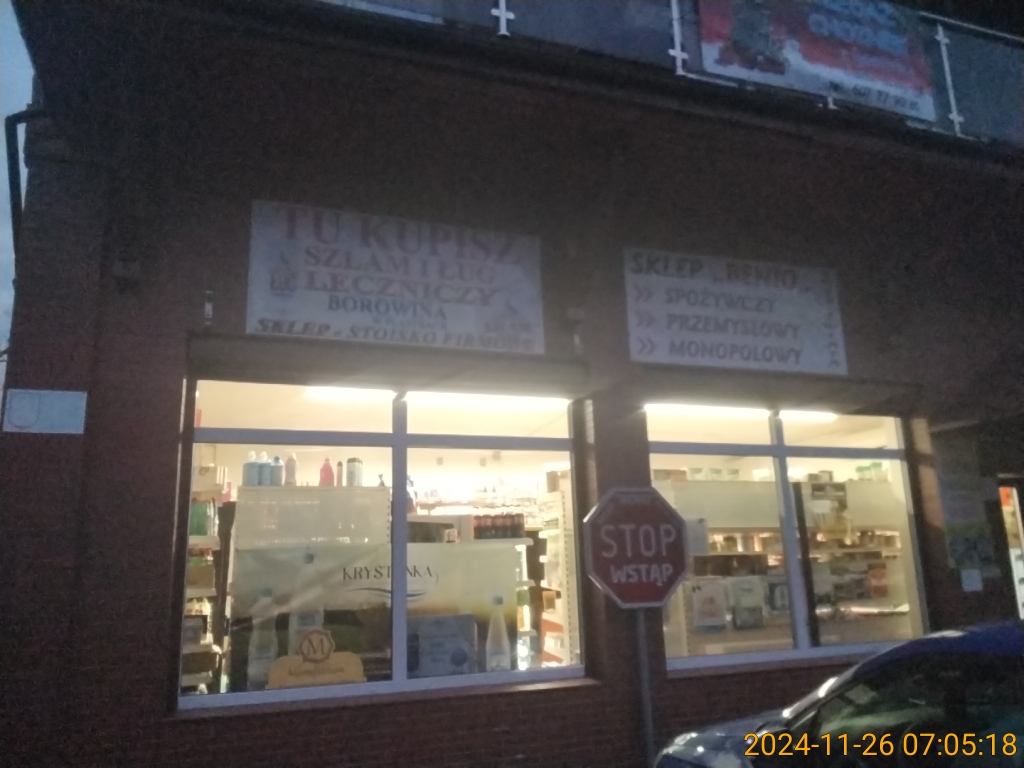 TU KUPISZ
SZLAM I ŁUG
LECZNICZY
BOROWINA
SKLEP - STOISKO FIRMOWE
SKLEP „BENIO”
>> SPOŻYWCZY
>> PRZEMYSŁOWY
>> MONOPOLOWY
STOP
WSTĄP
KRYSTYNKA
M
2024-11-26 07:05:18